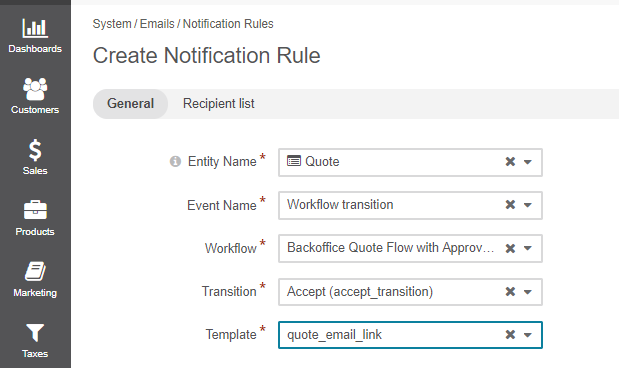 System / Emails / Notification Rules
Create Notification Rule
General Recipient list
Entity Name * Quote
Event Name * Workflow transition
Workflow * Backoffice Quote Flow with Approv...
Transition * Accept (accept_transition)
Template * quote_email_link
Dashboards
Customers
Sales
Products
Marketing
Taxes